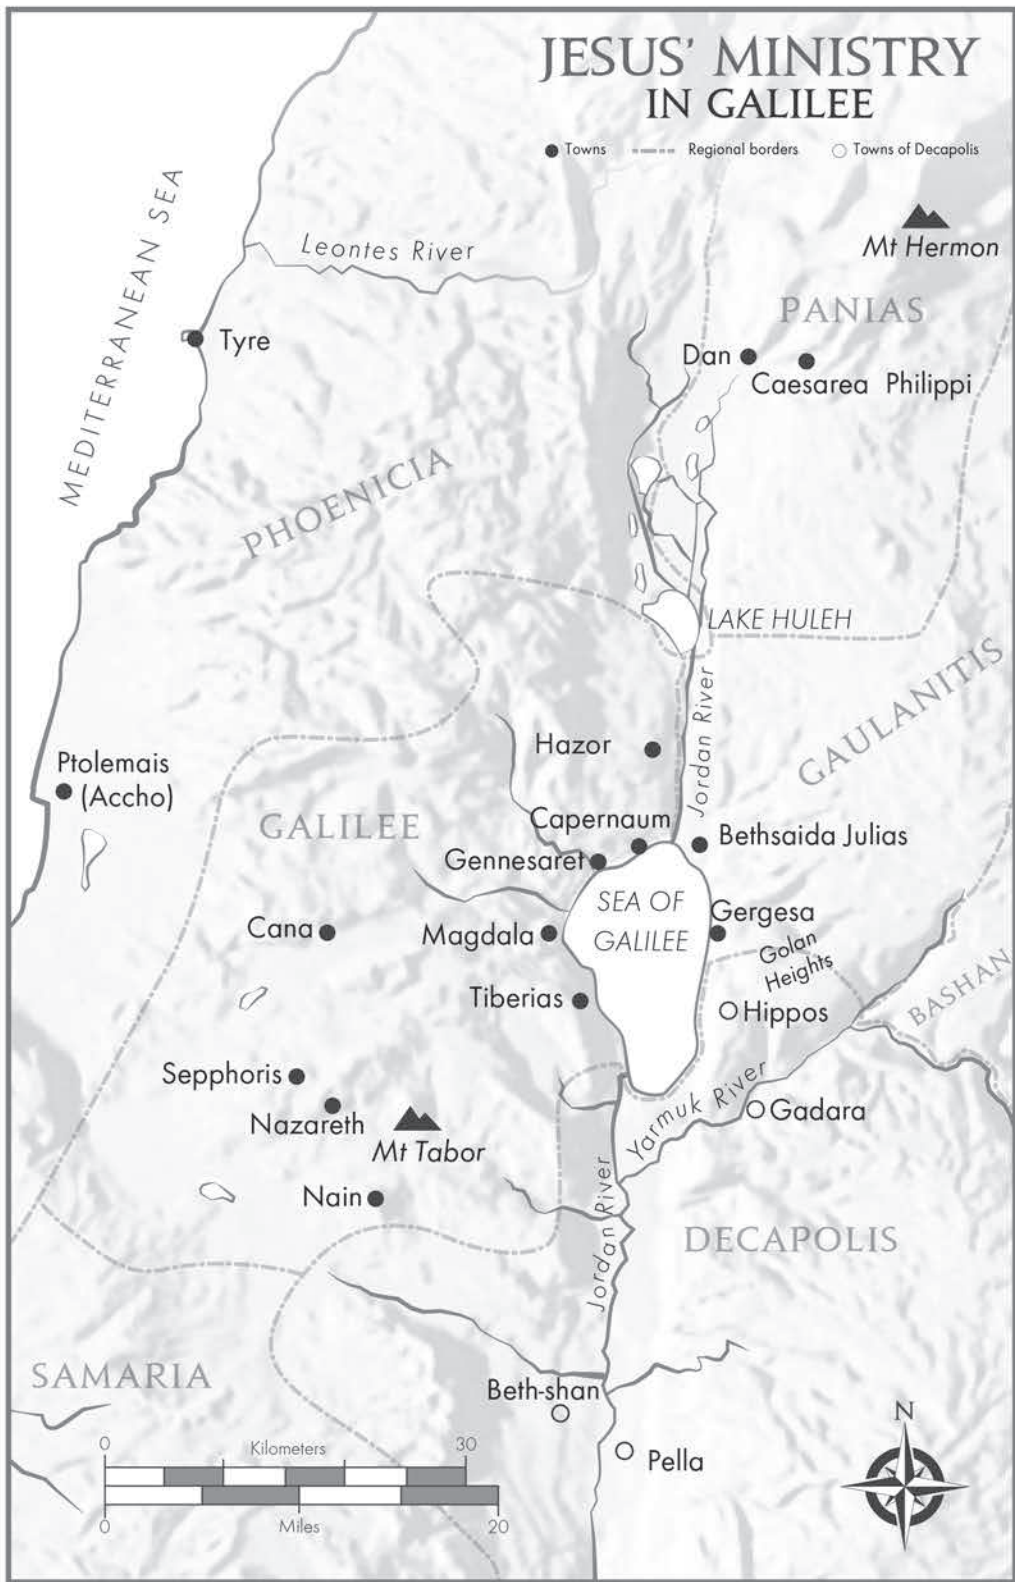 JESUS' MINISTRY
IN GALILEE
Towns
Regional borders
Towns of Decapolis
MEDITERRANEAN SEA
Leontes River
Mt Hermon
PANIAS
Tyre
Dan
Caesarea Philippi
PHOENICIA
LAKE HULEH
GAULANITIS
Jordan River
Hazor
Ptolemais
(Accho)
GALILEE
Capernaum
Bethsaida Julias
Gennesaret
SEA OF
GALILEE
Gergesa
Cana
Magdala
Golan
Heights
BASHAN
Tiberias
Hippos
Sepphoris
Nazareth
Mt Tabor
Yarmuk River
Gadara
Nain
Jordan River
DECAPOLIS
SAMARIA
Beth-shan
Pella
N
0 Kilometers 30
0 Miles 20